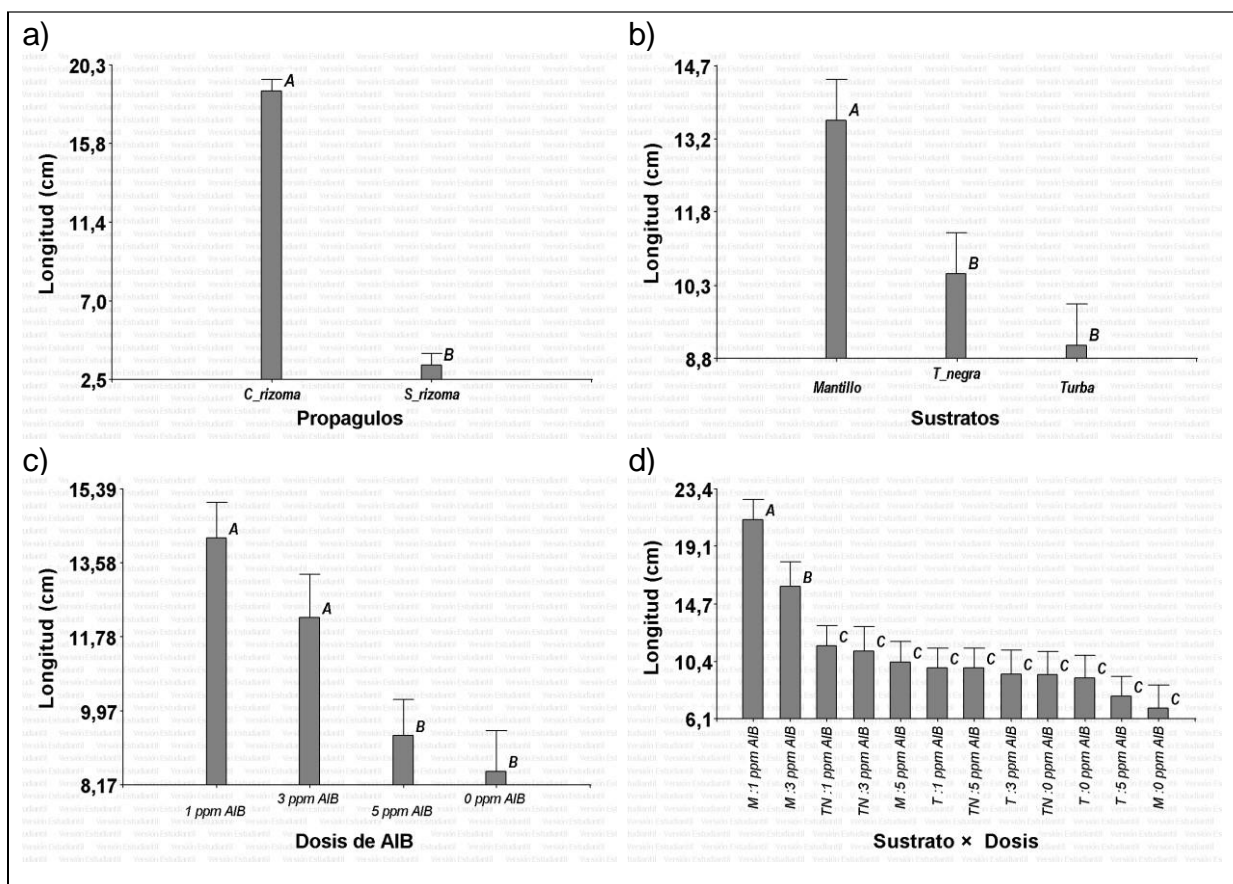 a)
20,3
15,8
11,4
7,0
2,5
Longitud (cm)
A
B
C_rizoma
S_rizoma
Propagulos
b)
14,7
13,2
11,8
10,3
8,8
Longitud (cm)
A
B
B
Mantillo
T_negra
Turba
Sustratos
c)
15,39
13,58
11,78
9,97
8,17
Longitud (cm)
A
A
B
B
1 ppm AIB
3 ppm AIB
5 ppm AIB
0 ppm AIB
Dosis de AIB
d)
23,4
19,1
14,7
10,4
6,1
Longitud (cm)
A
B
C
C
C
C
C
C
C
C
C
C
M :1 ppm AIB
M :3 ppm AIB
TN :1 ppm AIB
TN :3 ppm AIB
M :5 ppm AIB
T :1 ppm AIB
TN :5 ppm AIB
T :3 ppm AIB
TN :0 ppm AIB
T :0 ppm AIB
T :5 ppm AIB
M :0 ppm AIB
Sustrato × Dosis